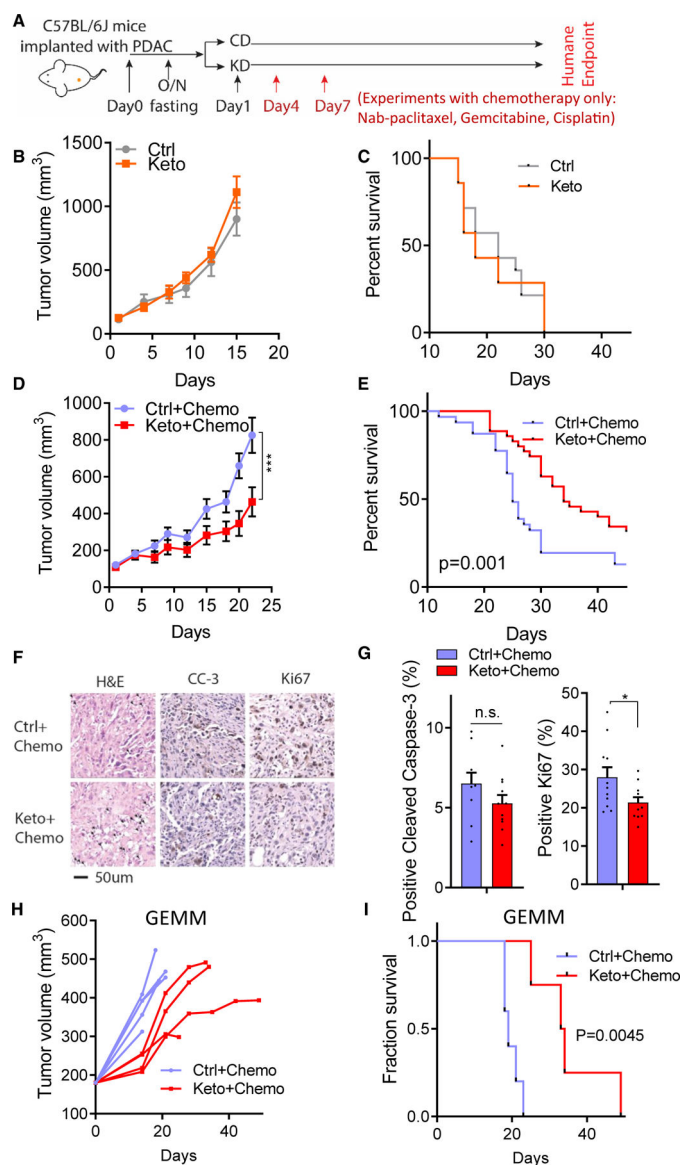 A
C57BL/6J mice
implanted with PDAC
CD
KD
O/N
Day0 fasting
Day1
Day4
Day7
(Experiments with chemotherapy only:
Nab-paclitaxel, Gemcitabine, Cisplatin)
Humane
Endpoint
B
Ctrl
Keto
Tumor volume (mm3)
1500
1000
500
0
0 5 10 15 20
Days
C
Ctrl
Keto
Percent survival
100
50
0
10 20 30 40
Days
D
Ctrl+Chemo
Keto+Chemo
Tumor volume (mm3)
1000
800
600
400
200
0
***
0 5 10 15 20 25
Days
E
Ctrl+Chemo
Keto+Chemo
Percent survival
100
50
0
p=0.001
10 20 30 40
Days
F
H&E CC-3 Ki67
Ctrl+
Chemo
Keto+
Chemo
50um
G
Ctrl+Chemo
Keto+Chemo
Positive Cleaved Caspase-3 (%)
10
5
0
n.s.
Positive Ki67 (%)
50
40
30
20
10
0
*
H
GEMM
Tumor volume (mm3)
600
500
400
300
200
100
Ctrl+Chemo
Keto+Chemo
0 20 40
Days
I
GEMM
Fraction survival
1.0
0.5
0.0
Ctrl+Chemo
Keto+Chemo
P=0.0045
0 20 40
Days